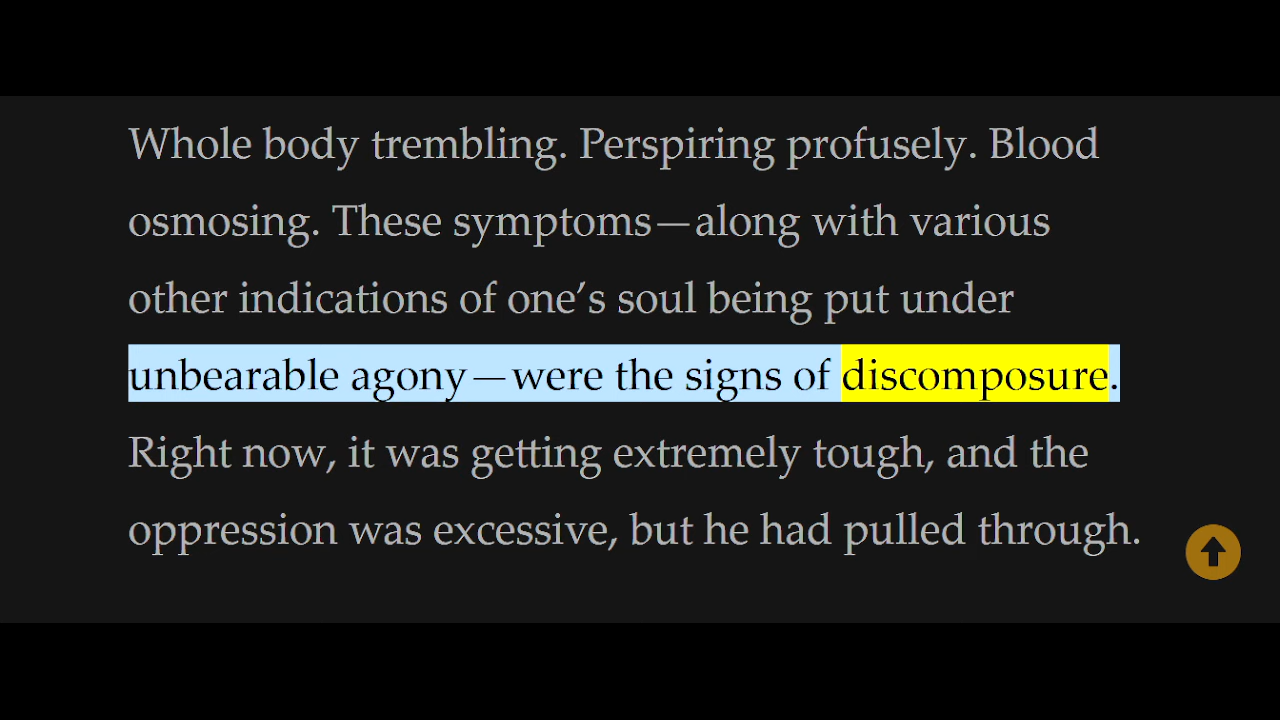 Whole body trembling. Perspiring profusely. Blood
osmosing. These symptoms—along with various
other indications of one’s soul being put under
unbearable agony—were the signs of discomposure.
Right now, it was getting extremely tough, and the
oppression was excessive, but he had pulled through.